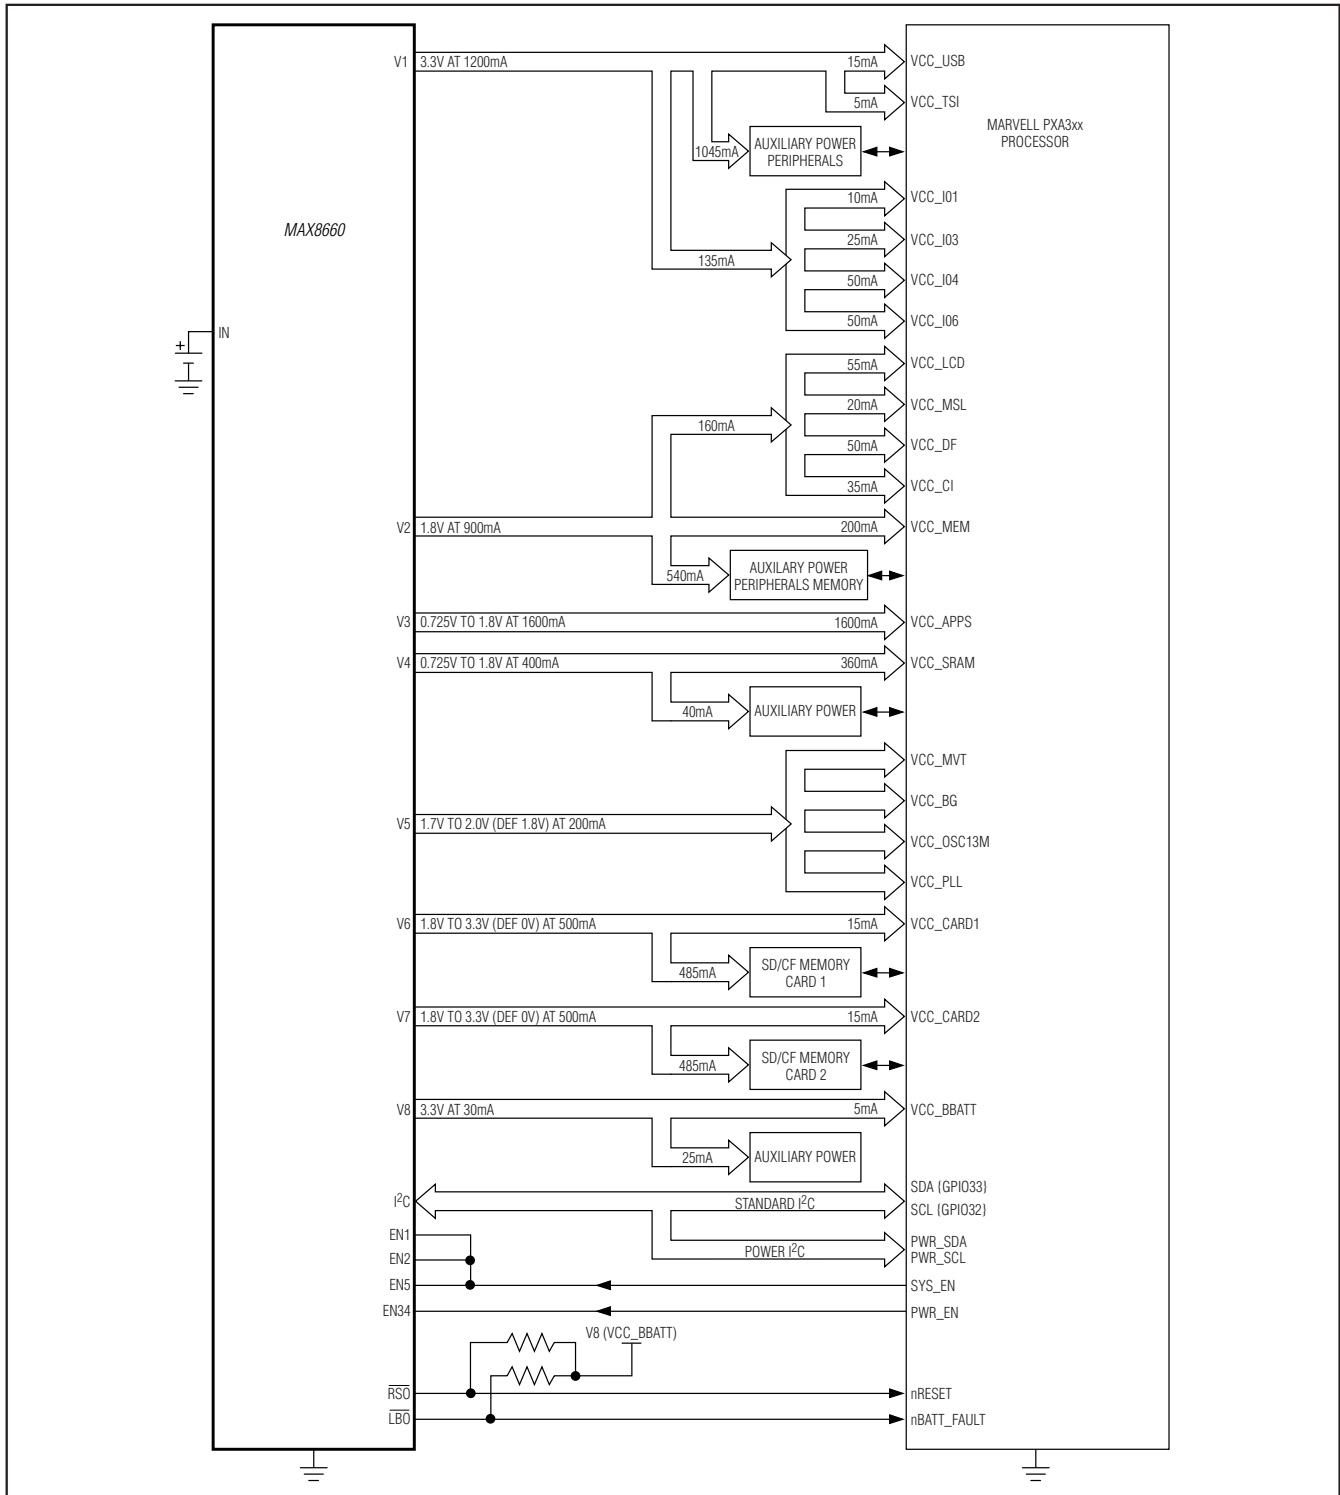 V1
3.3V AT 1200mA
15mA
VCC_USB
5mA
VCC_TSI
MARVELL PXA3xx
PROCESSOR
1045mA
AUXILIARY POWER
PERIPHERALS
10mA
VCC_I01
MAX8660
25mA
VCC_I03
135mA
50mA
VCC_I04
50mA
VCC_I06
IN
+
55mA
VCC_LCD
20mA
VCC_MSL
160mA
50mA
VCC_DF
35mA
VCC_CI
V2
1.8V AT 900mA
200mA
VCC_MEM
540mA
AUXILARY POWER
PERIPHERALS MEMORY
V3
0.725V TO 1.8V AT 1600mA
1600mA
VCC_APPS
V4
0.725V TO 1.8V AT 400mA
360mA
VCC_SRAM
40mA
AUXILIARY POWER
VCC_MVT
VCC_BG
V5
1.7V TO 2.0V (DEF 1.8V) AT 200mA
VCC_OSC13M
VCC_PLL
V6
1.8V TO 3.3V (DEF 0V) AT 500mA
15mA
VCC_CARD1
485mA
SD/CF MEMORY
CARD 1
V7
1.8V TO 3.3V (DEF 0V) AT 500mA
15mA
VCC_CARD2
485mA
SD/CF MEMORY
CARD 2
V8
3.3V AT 30mA
5mA
VCC_BBATT
25mA
AUXILIARY POWER
I²C
STANDARD I²C
SDA {GPIO33}
SCL {GPIO32}
POWER I²C
PWR_SDA
PWR_SCL
EN1
EN2
EN5
SYS_EN
EN34
PWR_EN
V8 (VCC_BBATT)
RSO
nRESET
LBO
nBATT_FAULT